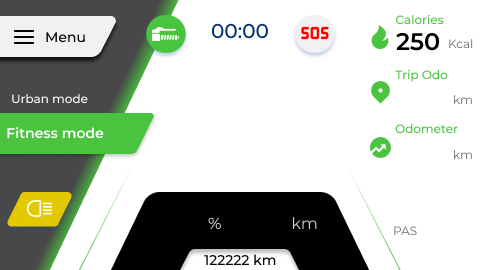 Menu
00:00
SOS
Calories
250 Kcal
Trip Odo
km
Odometer
km
Urban mode
Fitness mode
% km
PAS
122222 km